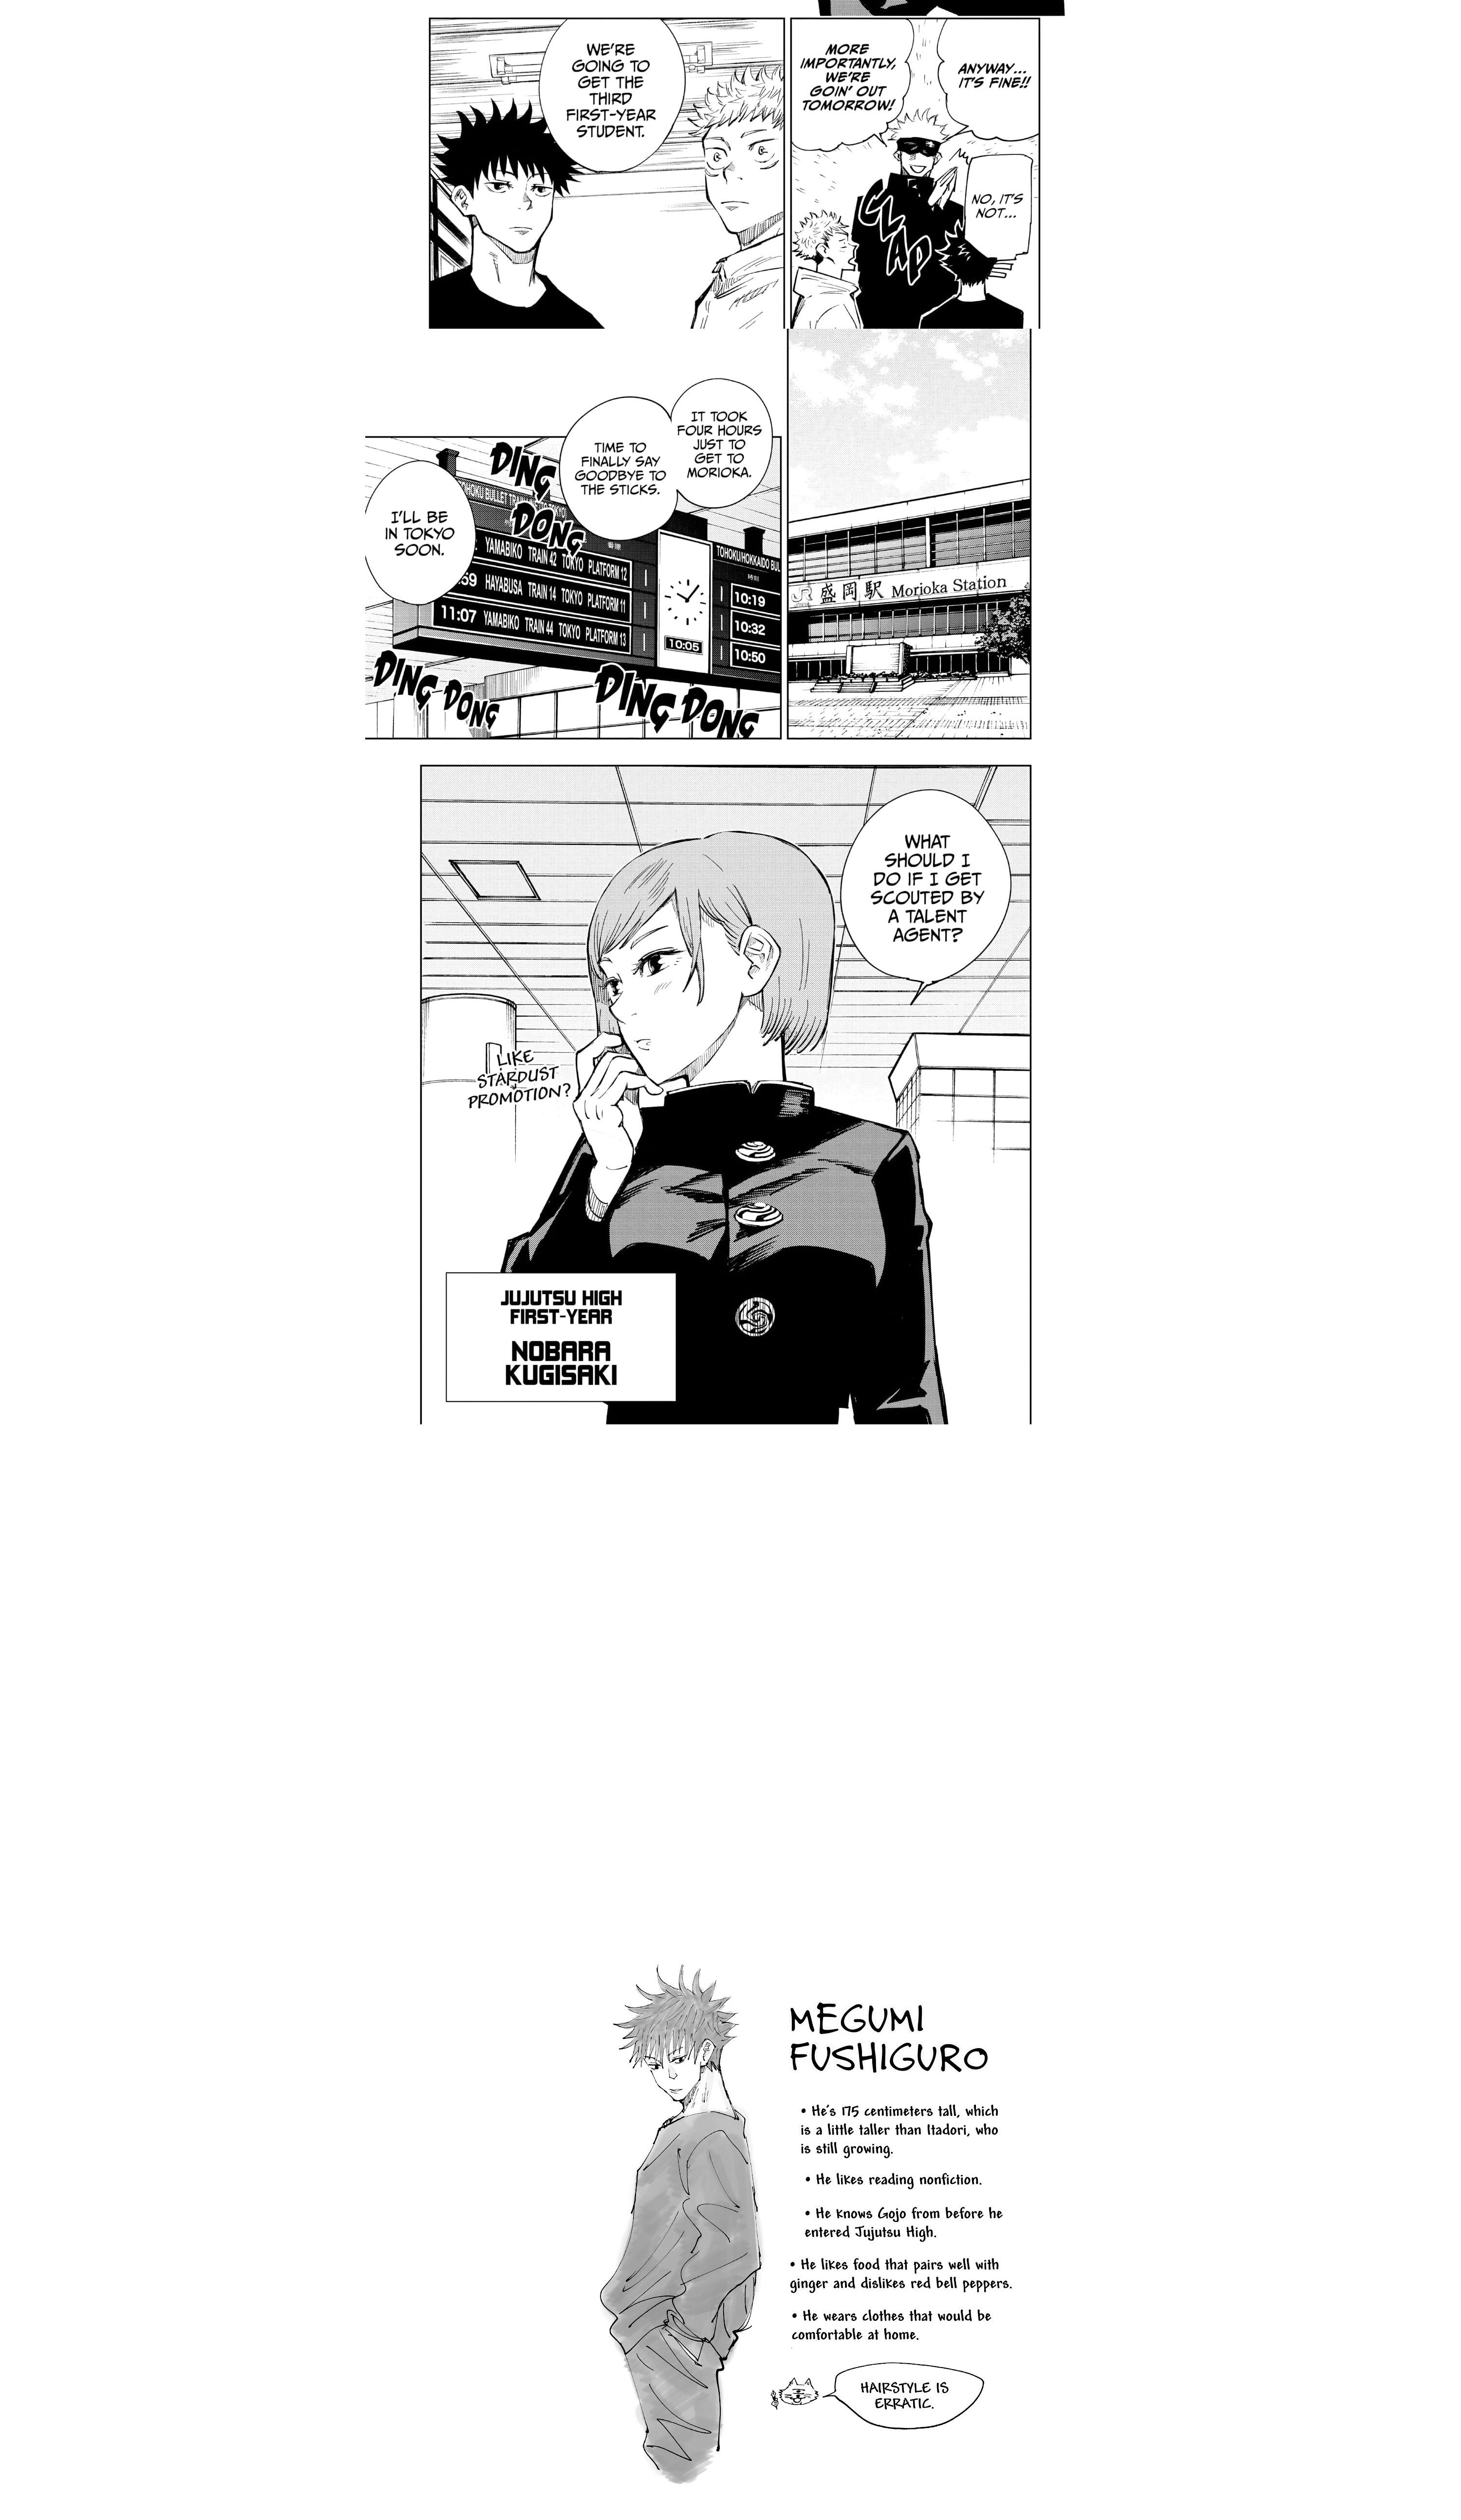 ANYWAY...
IT'S FINE!!
MORE
IMPORTANTLY,
WE'RE
GOIN' OUT
TOMORROW!
NO, IT'S
NOT...
CLAP
WE'RE
GOING TO
GET THE
THIRD
FIRST-YEAR
STUDENT.
JR 盛岡駅 Morioka Station
IT TOOK
FOUR HOURS
JUST TO
GET TO
MORIOKA.
TIME TO
FINALLY SAY
GOODBYE TO
THE STICKS.
DING
DONG
I'LL BE
IN TOKYO
SOON.
TOHOKU BULLET
YAMABIKO TRAIN 42 TOKYO PLATFORM 12
59 HAYABUSA TRAIN 14 TOKYO PLATFORM 11
11:07 YAMABIKO TRAIN 44 TOKYO PLATFORM 13
10:05
TOHOKU/HOKKAIDO BUL
10:19
10:32
10:50
DING DONG
DING DONG
WHAT
SHOULD I
DO IF I GET
SCOUTED BY
A TALENT
AGENT?
LIKE
STARDUST
PROMOTION?
JUJUTSU HIGH
FIRST-YEAR
NOBARA
KUGISAKI
MEGUMI
FUSHIGURO
• He's 175 centimeters tall, which
is a little taller than Itadori, who
is still growing.
• He likes reading nonfiction.
• He knows Gojo from before he
entered Jujutsu High.
• He likes food that pairs well with
ginger and dislikes red bell peppers.
• He wears clothes that would be
comfortable at home.
HAIRSTYLE IS
ERRATIC.